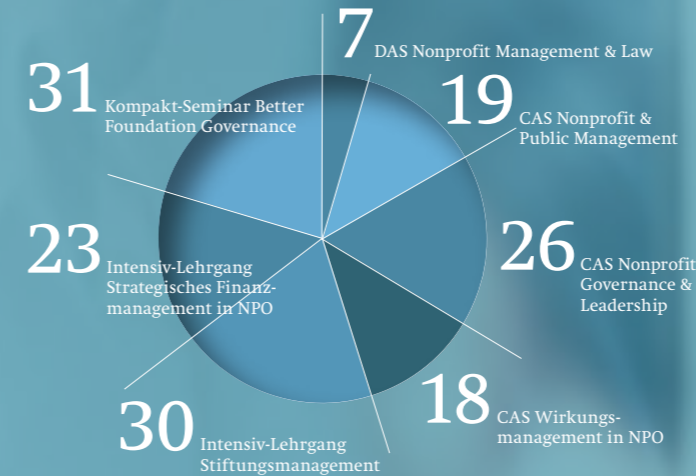 7
DAS Nonprofit Management & Law
19
CAS Nonprofit &
Public Management
26
CAS Nonprofit
Governance &
Leadership
18
CAS Wirkungs-
management in NPO
30
Intensiv-Lehrgang
Stiftungsmanagement
23
Intensiv-Lehrgang
Strategisches Finanz-
management in NPO
31
Kompakt-Seminar Better
Foundation Governance